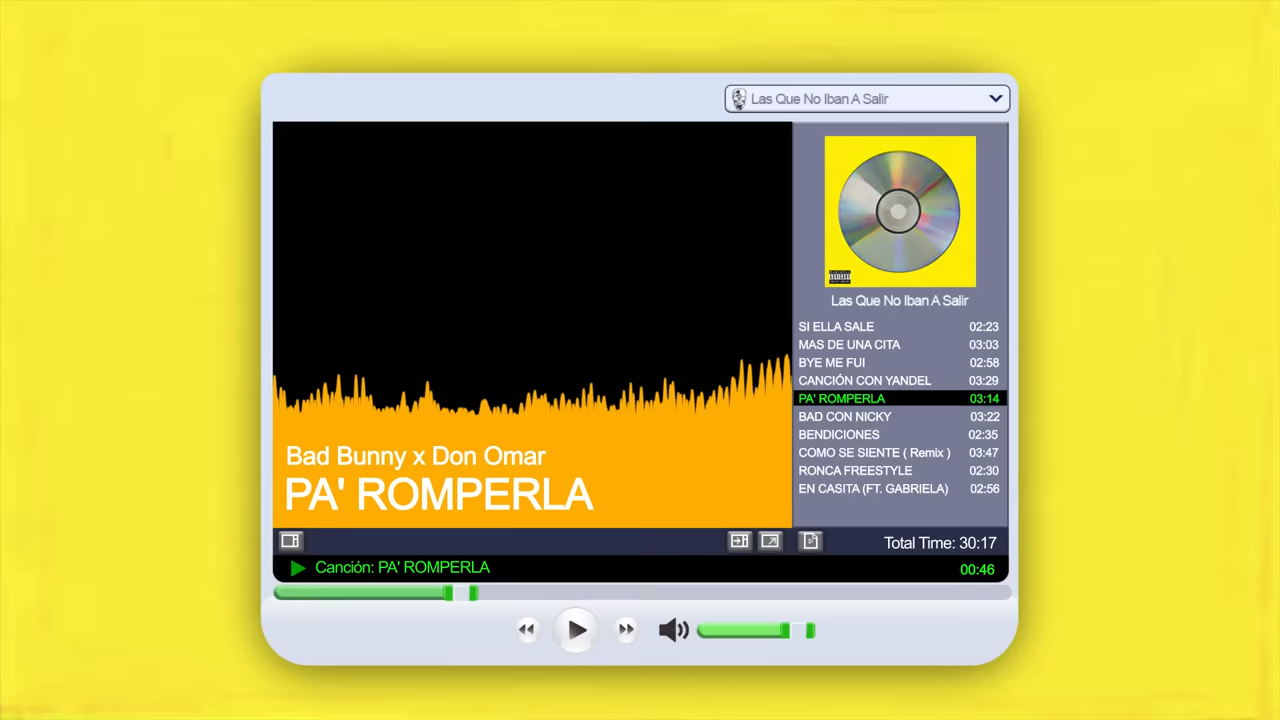 Las Que No Iban A Salir
Las Que No Iban A Salir
SI ELLA SALE 02:23
MAS DE UNA CITA 03:03
BYE ME FUI 02:58
CANCIÓN CON YANDEL 03:29
PA' ROMPERLA 03:14
BAD CON NICKY 03:22
BENDICIONES 02:35
COMO SE SIENTE ( Remix ) 03:47
RONCA FREESTYLE 02:30
EN CASITA (FT. GABRIELA) 02:56
Bad Bunny x Don Omar
PA' ROMPERLA
Total Time: 30:17
Canción: PA' ROMPERLA 00:46